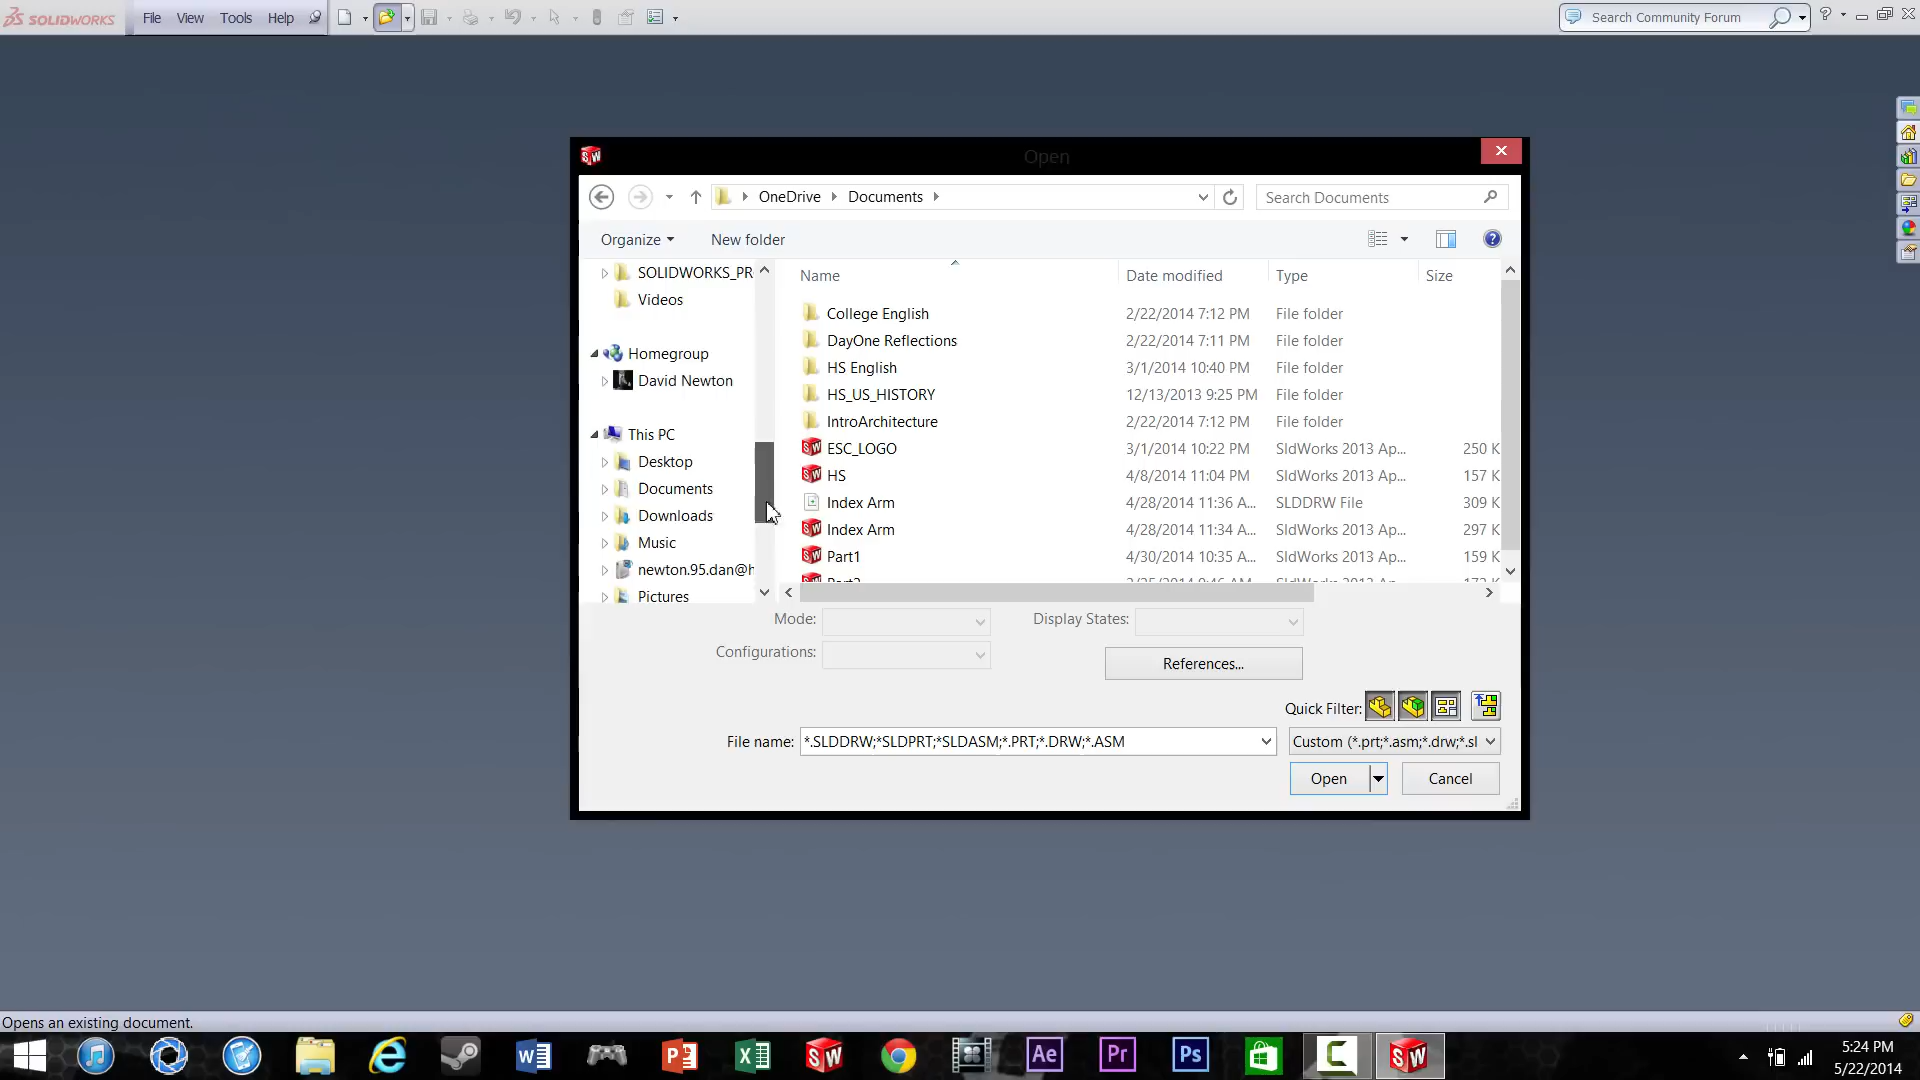 SOLIDWORKS File View Tools Help Search Community Forum
Open
OneDrive Documents Search Documents
Organize New folder
Name Date modified Type Size
SOLIDWORKS_PR
Videos
Homegroup
David Newton
This PC
Desktop
Documents
Downloads
Music
newton.95.dan@h
Pictures
College English 2/22/2014 7:12 PM File folder
DayOne Reflections 2/22/2014 7:11 PM File folder
HS English 3/1/2014 10:40 PM File folder
HS_US_HISTORY 12/13/2013 9:25 PM File folder
IntroArchitecture 2/22/2014 7:12 PM File folder
ESC_LOGO 3/1/2014 10:22 PM SldWorks 2013 Ap... 250 K
HS 4/8/2014 11:04 PM SldWorks 2013 Ap... 157 K
Index Arm 4/28/2014 11:36 A... SLDDRW File 309 K
Index Arm 4/28/2014 11:34 A... SldWorks 2013 Ap... 297 K
Part1 4/30/2014 10:35 A... SldWorks 2013 Ap... 159 K
Mode: Display States:
Configurations: References...
Quick Filter:
File name: *.SLDDRW;*SLDPRT;*SLDASM;*.PRT;*.DRW;*.ASM Custom (*.prt;*.asm;*.drw;*.sl
Open Cancel
Opens an existing document.
5:24 PM
5/22/2014